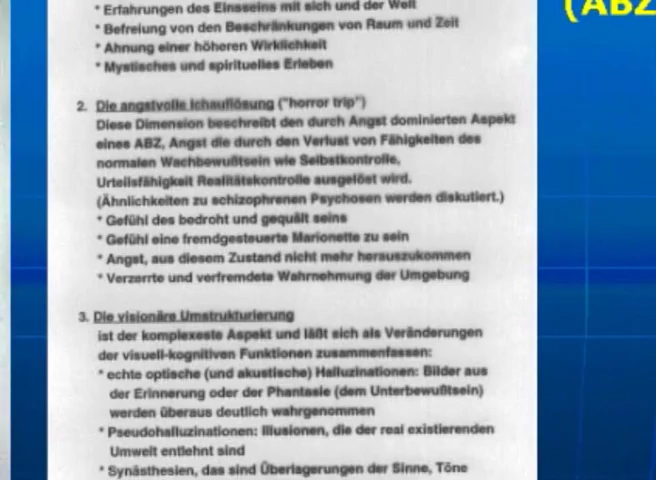 * Erfahrungen des Einsseins mit sich und der Welt
(ABZ
* Befreiung von den Beschränkungen von Raum und Zeit
* Ahnung einer höheren Wirklichkeit
* Mystisches und spirituelles Erleben
2. Die angstvolle Ichauflösung ("horror trip")
Diese Dimension beschreibt den durch Angst dominierten Aspekt
eines ABZ, Angst die durch den Verlust von Fähigkeiten des
normalen Wachbewußtsein wie Selbstkontrolle,
Urteilsfähigkeit Realitätskontrolle ausgelöst wird.
(Ähnlichkeiten zu schizophrenen Psychosen werden diskutiert.)
* Gefühl des bedroht und gequält seins
* Gefühl eine fremdgesteuerte Marionette zu sein
* Angst, aus diesem Zustand nicht mehr herauszukommen
* Verzerrte und verfremdete Wahrnehmung der Umgebung
3. Die visionäre Umstrukturierung
ist der komplexeste Aspekt und läßt sich als Veränderungen
der visuell-kognitiven Funktionen zusammenfassen:
* echte optische (und akustische) Halluzinationen: Bilder aus
der Erinnerung oder der Phantasie (dem Unterbewußtsein)
werden überaus deutlich wahrgenommen
* Pseudohalluzinationen: Illusionen, die der real existierenden
Umwelt entlehnt sind
* Synästhesien, das sind Überlagerungen der Sinne, Töne